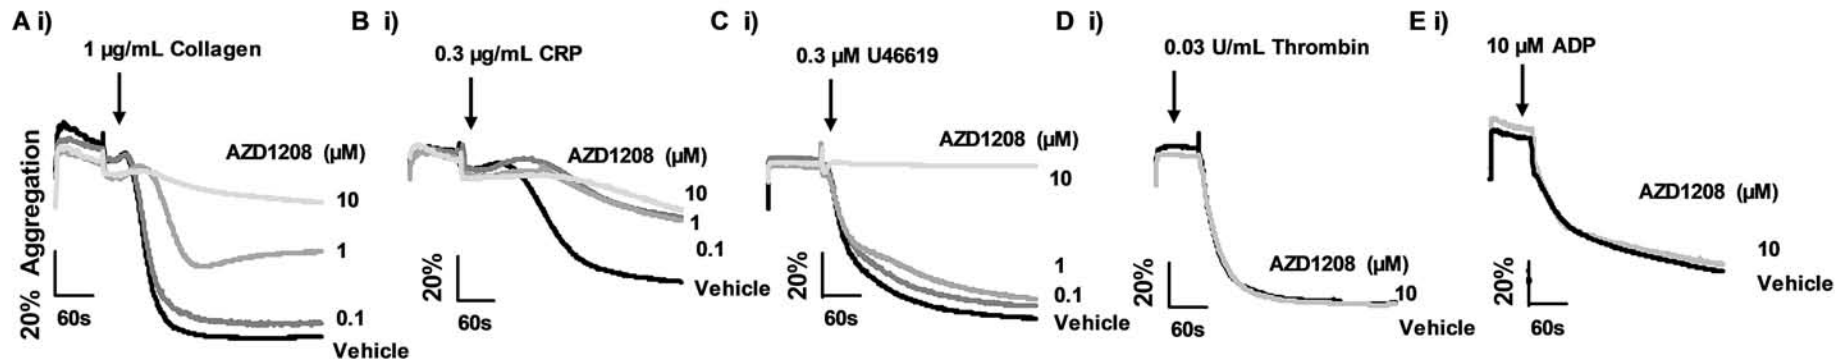 A i)
1 µg/mL Collagen
AZD1208 (µM)
10
1
0.1
Vehicle
20% Aggregation
60s
B i)
0.3 µg/mL CRP
AZD1208 (µM)
10
1
0.1
Vehicle
20%
60s
C i)
0.3 µM U46619
AZD1208 (µM)
10
1
0.1
Vehicle
20%
60s
D i)
0.03 U/mL Thrombin
AZD1208 (µM)
10
Vehicle
20%
60s
E i)
10 µM ADP
AZD1208 (µM)
10
Vehicle
20%
60s